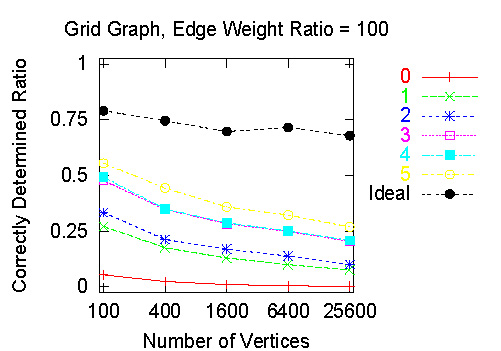 Grid Graph, Edge Weight Ratio = 100
Correctly Determined Ratio
1
0.75
0.5
0.25
0
100 400 1600 6400 25600
Number of Vertices
0
1
2
3
4
5
Ideal